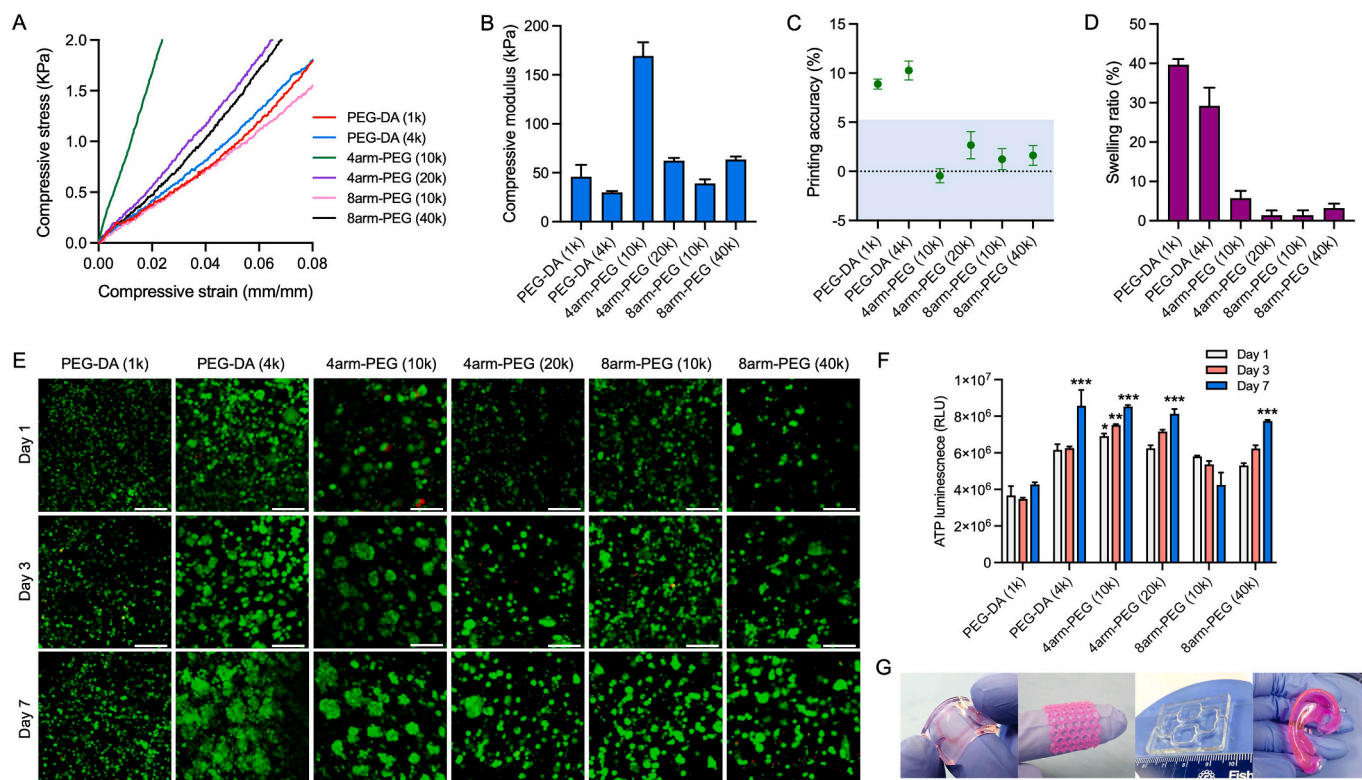 A
Compressive stress (KPa)
2.0
1.5
1.0
0.5
0.0
0.00 0.02 0.04 0.06 0.08
Compressive strain (mm/mm)
PEG-DA (1k)
PEG-DA (4k)
4arm-PEG (10k)
4arm-PEG (20k)
8arm-PEG (10k)
8arm-PEG (40k)
B
Compressive modulus (kPa)
200
150
100
50
0
PEG-DA (1k)
PEG-DA (4k)
4arm-PEG (10k)
4arm-PEG (20k)
8arm-PEG (10k)
8arm-PEG (40k)
C
Printing accuracy (%)
15
10
5
0
-5
PEG-DA (1k)
PEG-DA (4k)
4arm-PEG (10k)
4arm-PEG (20k)
8arm-PEG (10k)
8arm-PEG (40k)
D
Swelling ratio (%)
50
40
30
20
10
0
PEG-DA (1k)
PEG-DA (4k)
4arm-PEG (10k)
4arm-PEG (20k)
8arm-PEG (10k)
8arm-PEG (40k)
E
PEG-DA (1k) PEG-DA (4k) 4arm-PEG (10k) 4arm-PEG (20k) 8arm-PEG (10k) 8arm-PEG (40k)
Day 1
Day 3
Day 7
F
Day 1
Day 3
Day 7
ATP luminescnece (RLU)
1×10⁷
8×10⁶
6×10⁶
4×10⁶
2×10⁶
0
***
* ** ***
***
***
PEG-DA (1k)
PEG-DA (4k)
4arm-PEG (10k)
4arm-PEG (20k)
8arm-PEG (10k)
8arm-PEG (40k)
G
Fish